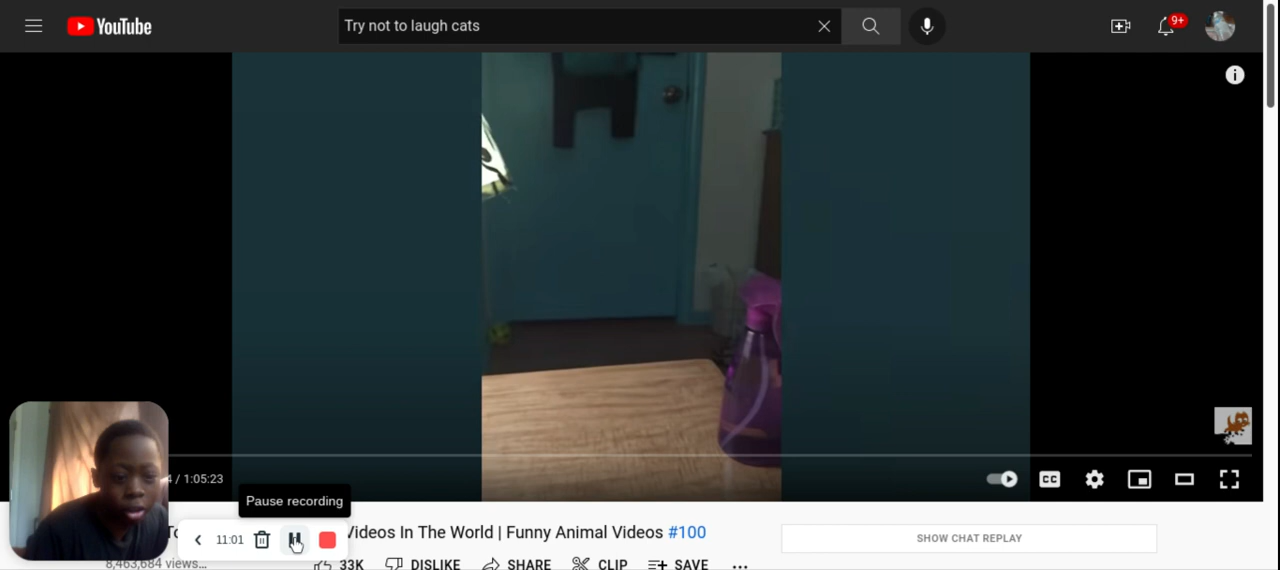 YouTube
Try not to laugh cats
9+
/ 1:05:23
CC
Pause recording
11:01
Videos In The World | Funny Animal Videos #100
SHOW CHAT REPLAY
8,463,684 views...
33K
DISLIKE
SHARE
CLIP
SAVE